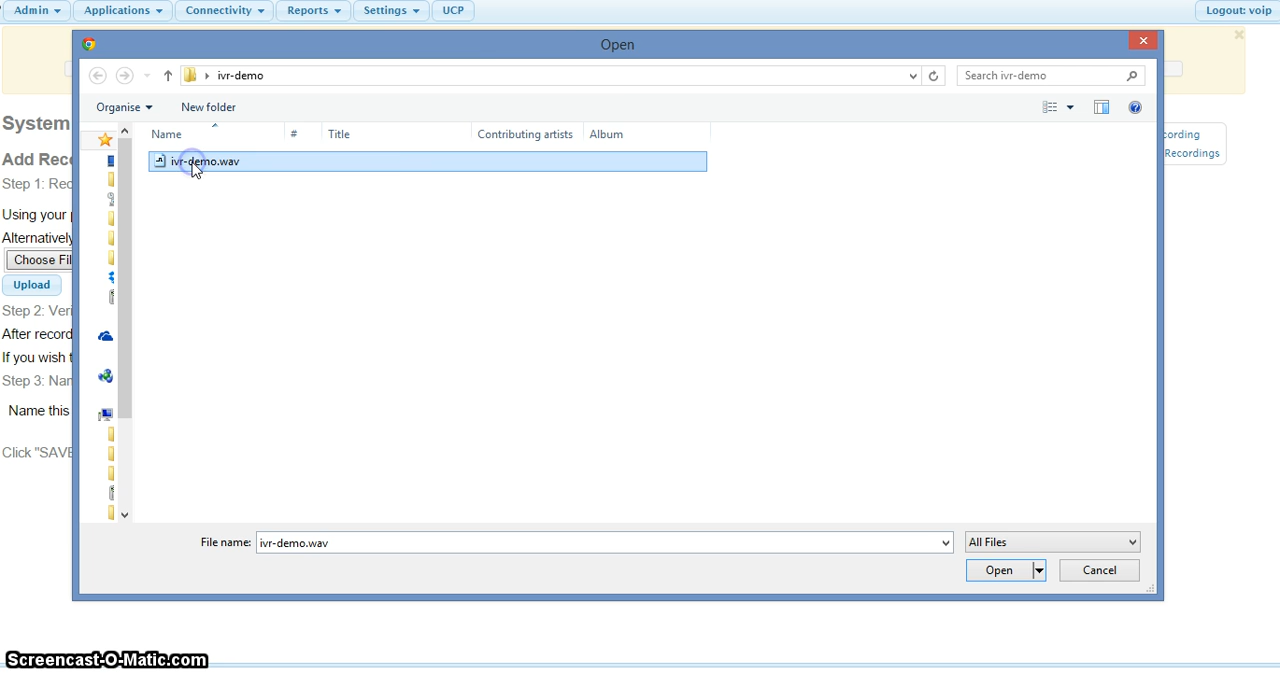 Admin Applications Connectivity Reports Settings UCP Logout: voip
Open
ivr-demo Search ivr-demo
Organise New folder
Name # Title Contributing artists Album
ivr-demo.wav
System
Add Reco
Step 1: Rec
Using your
Alternatively
Choose Fil
Upload
Step 2: Veri
After record
If you wish t
Step 3: Nam
Name this
Click "SAVE
cording
Recordings
File name: ivr-demo.wav All Files
Open Cancel
Screencast-O-Matic.com